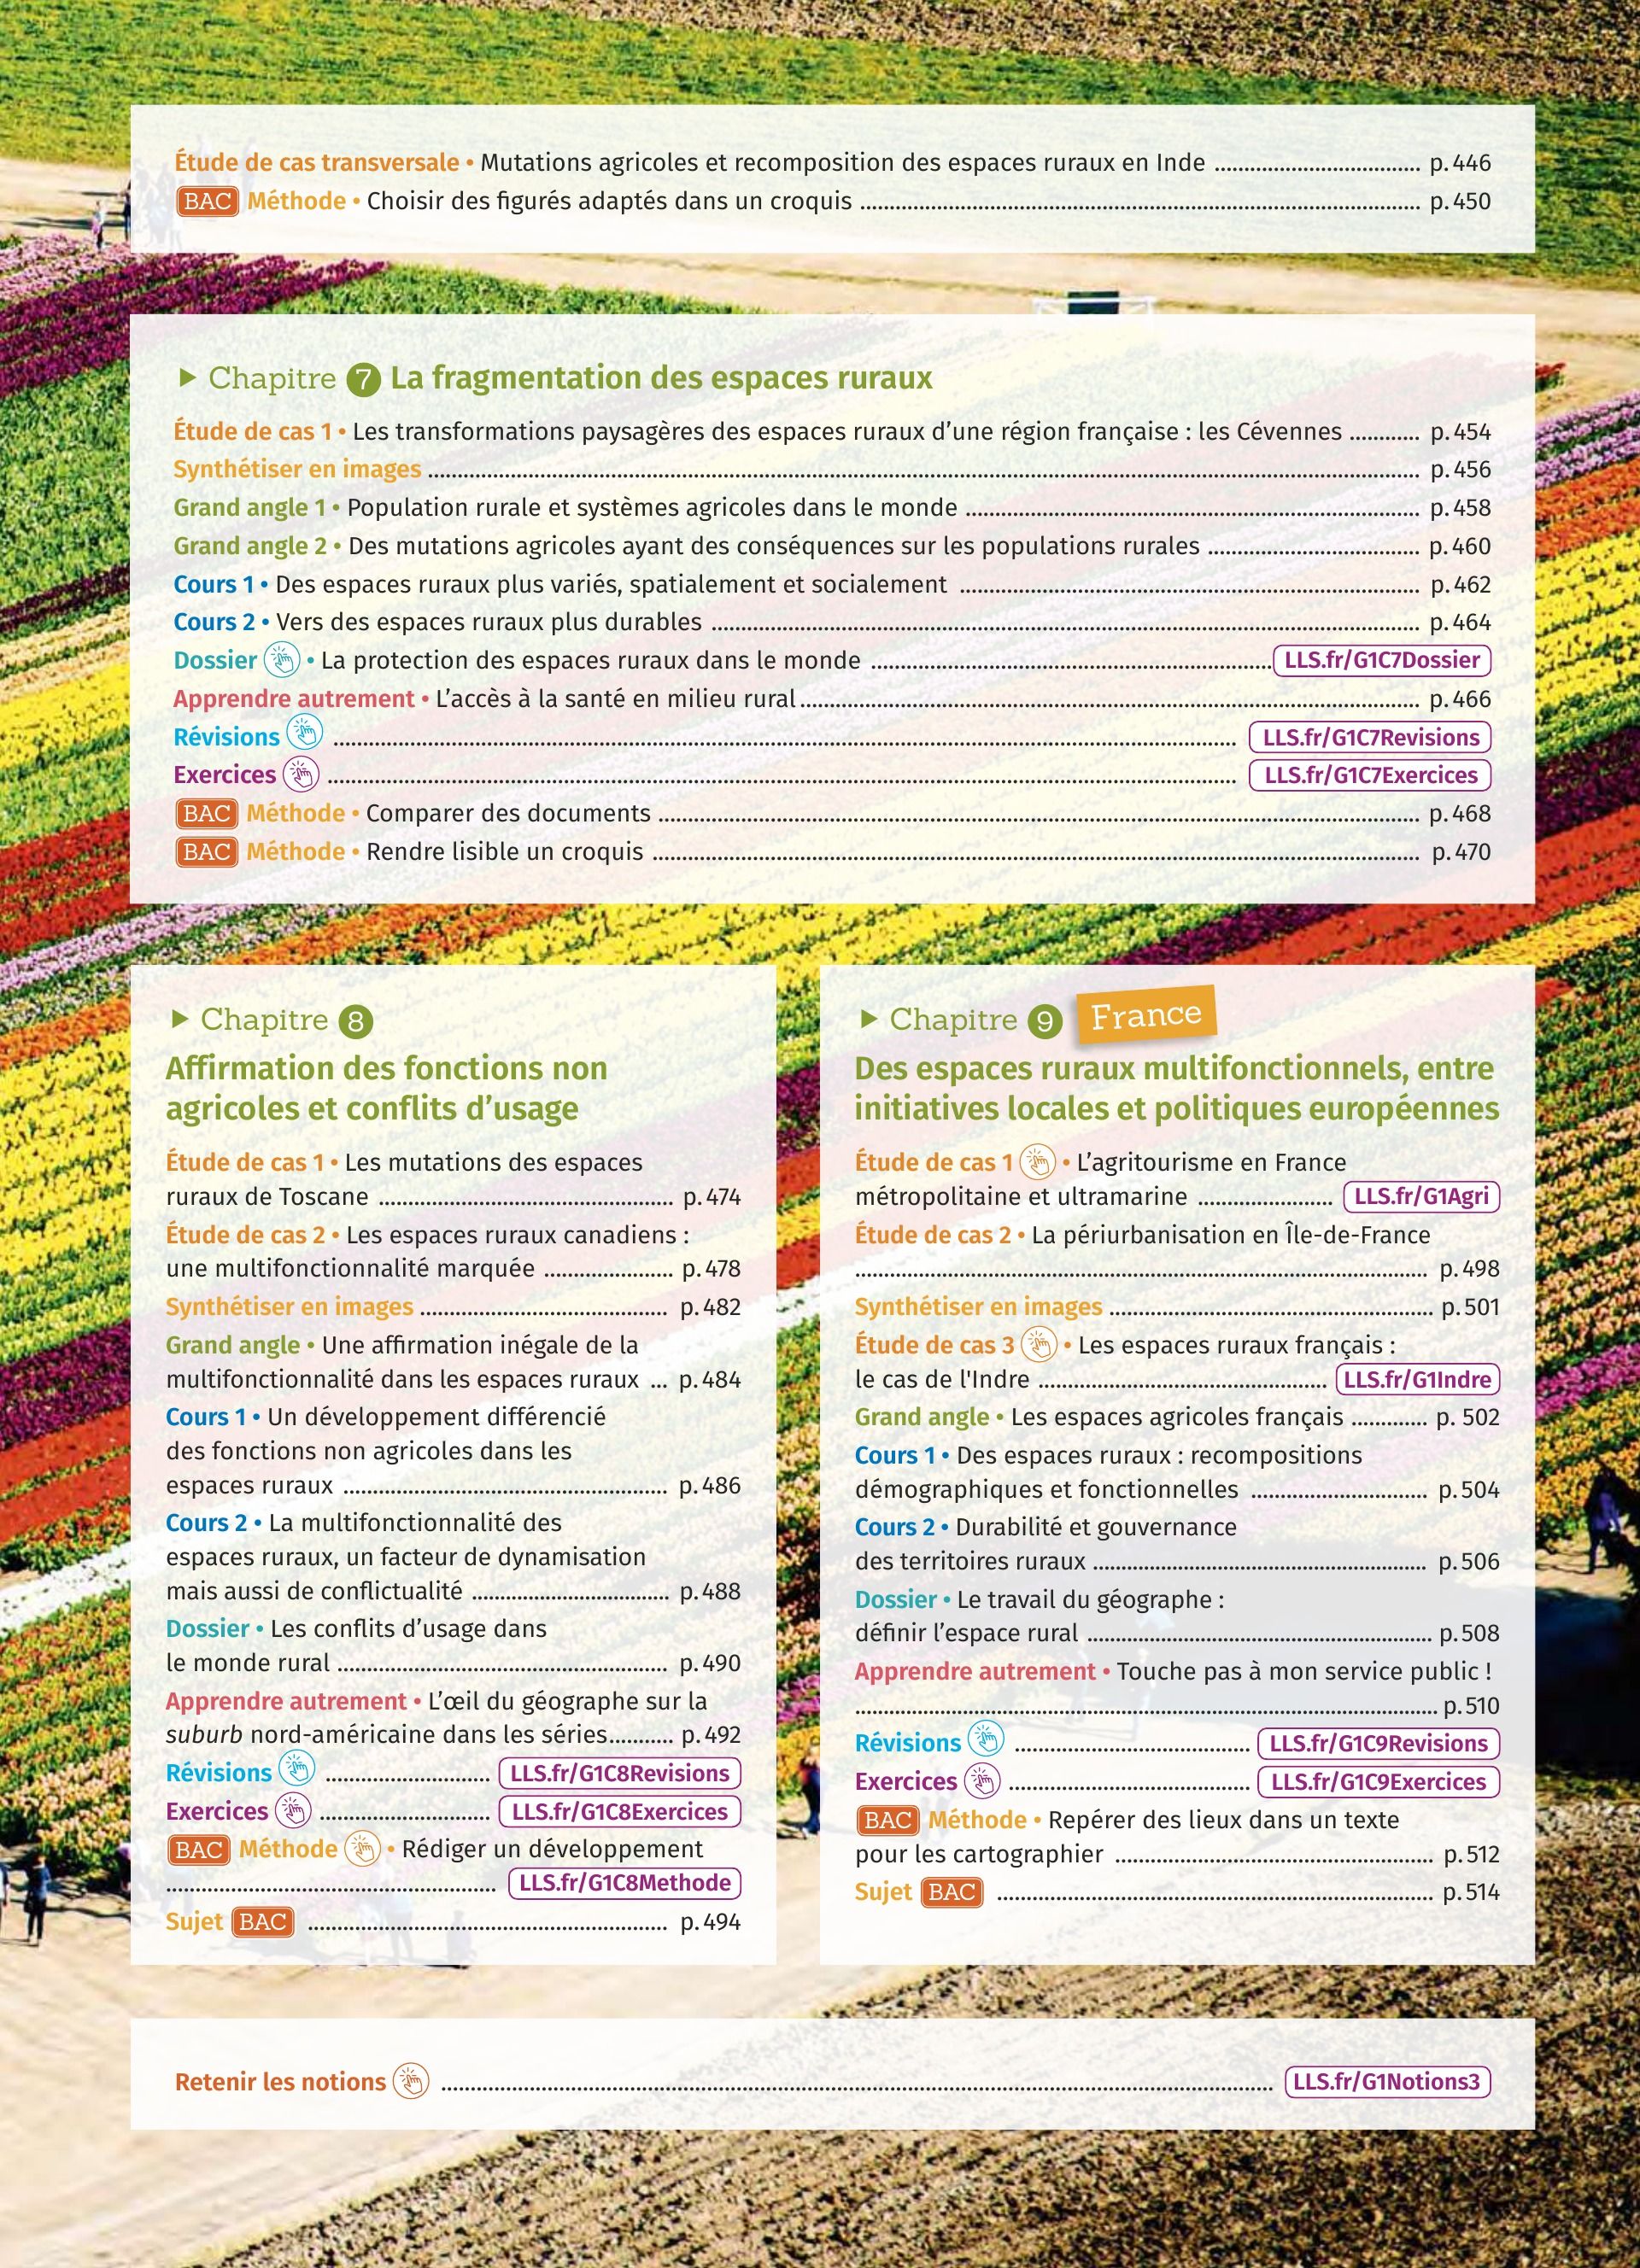 Étude de cas transversale • Mutations agricoles et recomposition des espaces ruraux en Inde ............................ p. 446
BAC Méthode • Choisir des figurés adaptés dans un croquis ............................ p. 450
▶ Chapitre 7 La fragmentation des espaces ruraux
Étude de cas 1 • Les transformations paysagères des espaces ruraux d’une région française : les Cévennes ............ p. 454
Synthétiser en images ............................ p. 456
Grand angle 1 • Population rurale et systèmes agricoles dans le monde ............................ p. 458
Grand angle 2 • Des mutations agricoles ayant des conséquences sur les populations rurales ............................ p. 460
Cours 1 • Des espaces ruraux plus variés, spatialement et socialement ............................ p. 462
Cours 2 • Vers des espaces ruraux plus durables ............................ p. 464
Dossier • La protection des espaces ruraux dans le monde ............................ LLS.fr/G1C7Dossier
Apprendre autrement • L’accès à la santé en milieu rural ............................ p. 466
Révisions ............................ LLS.fr/G1C7Revisions
Exercices ............................ LLS.fr/G1C7Exercices
BAC Méthode • Comparer des documents ............................ p. 468
BAC Méthode • Rendre lisible un croquis ............................ p. 470
▶ Chapitre 8
Affirmation des fonctions non
agricoles et conflits d’usage
Étude de cas 1 • Les mutations des espaces
ruraux de Toscane ............................ p. 474
Étude de cas 2 • Les espaces ruraux canadiens :
une multifonctionnalité marquée ...................... p. 478
Synthétiser en images ............................ p. 482
Grand angle • Une affirmation inégale de la
multifonctionnalité dans les espaces ruraux ... p. 484
Cours 1 • Un développement différencié
des fonctions non agricoles dans les
espaces ruraux ............................ p. 486
Cours 2 • La multifonctionnalité des
espaces ruraux, un facteur de dynamisation
mais aussi de conflictualité ............................ p. 488
Dossier • Les conflits d’usage dans
le monde rural ............................ p. 490
Apprendre autrement • L’œil du géographe sur la
suburb nord-américaine dans les séries........... p. 492
Révisions ............................ LLS.fr/G1C8Revisions
Exercices ............................ LLS.fr/G1C8Exercices
BAC Méthode • Rédiger un développement
............................ LLS.fr/G1C8Methode
Sujet BAC ............................ p. 494
▶ Chapitre 9 France
Des espaces ruraux multifonctionnels, entre
initiatives locales et politiques européennes
Étude de cas 1 • L’agritourisme en France
métropolitaine et ultramarine ....................... LLS.fr/G1Agri
Étude de cas 2 • La périurbanisation en Île-de-France
............................ p. 498
Synthétiser en images ............................ p. 501
Étude de cas 3 • Les espaces ruraux français :
le cas de l'Indre ............................ LLS.fr/G1Indre
Grand angle • Les espaces agricoles français ............. p. 502
Cours 1 • Des espaces ruraux : recompositions
démographiques et fonctionnelles ............................ p. 504
Cours 2 • Durabilité et gouvernance
des territoires ruraux ............................ p. 506
Dossier • Le travail du géographe :
définir l’espace rural ............................ p. 508
Apprendre autrement • Touche pas à mon service public !
............................ p. 510
Révisions ............................ LLS.fr/G1C9Revisions
Exercices ............................ LLS.fr/G1C9Exercices
BAC Méthode • Repérer des lieux dans un texte
pour les cartographier ............................ p. 512
Sujet BAC ............................ p. 514
Retenir les notions ............................ LLS.fr/G1Notions3